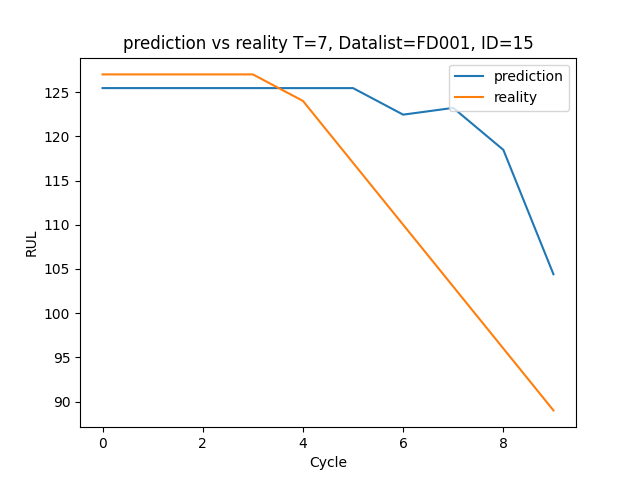 prediction vs reality T=7, Datalist=FD001, ID=15
prediction
reality
125
120
115
110
105
100
95
90
RUL
0 2 4 6 8
Cycle